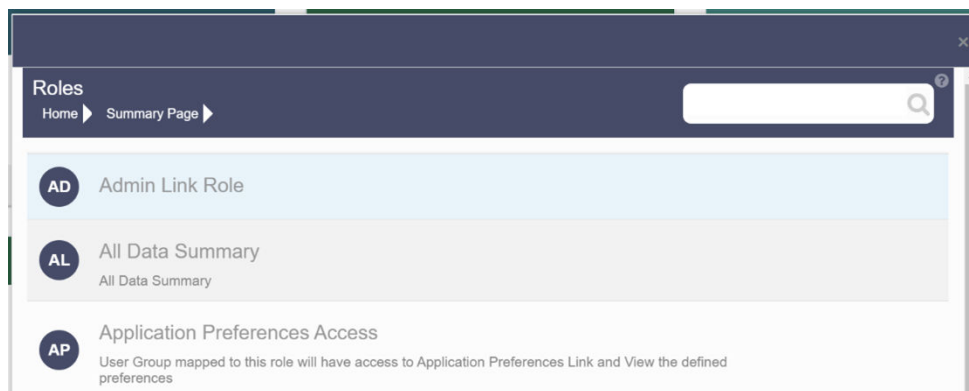 Roles
Home Summary Page
AD Admin Link Role
AL All Data Summary
All Data Summary
AP Application Preferences Access
User Group mapped to this role will have access to Application Preferences Link and View the defined
preferences